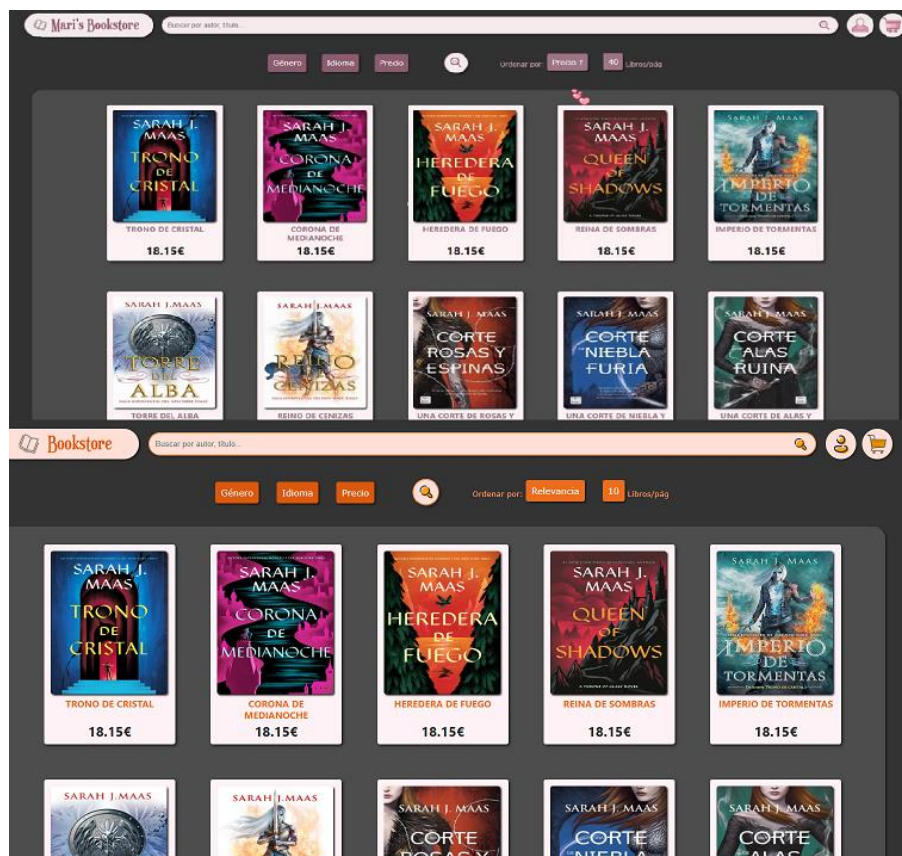 Mari's Bookstore
Buscar por autor, título...
Género Idioma Precio Ordenar por: Precio ↑ 40 Libros/pág
SARAH J.
MAAS
TRONO
DE
CRISTAL
TRONO DE CRISTAL
18.15€
SARAH J.
MAAS
CORONA
DE
MEDIANOCHE
CORONA DE
MEDIANOCHE
18.15€
SARAH J.
MAAS
HEREDERA
DE
FUEGO
HEREDERA DE FUEGO
18.15€
SARAH J.
MAAS
QUEEN
OF
SHADOWS
REINA DE SOMBRAS
18.15€
SARAH J. MAAS
IMPERIO
DE
TORMENTAS
IMPERIO DE TORMENTAS
18.15€
SARAH J. MAAS
TORRE
DEL
ALBA
TORRE DEL ALBA
SARAH J. MAAS
REINO
DE
CENIZAS
REINO DE CENIZAS
SARAH J. MAAS
CORTE
ROSAS Y
ESPINAS
UNA CORTE DE ROSAS Y
SARAH J. MAAS
CORTE
NIEBLA
FURIA
UNA CORTE DE NIEBLA Y
SARAH J. MAAS
CORTE
ALAS
RUINA
UNA CORTE DE ALAS Y
Bookstore
Buscar por autor, título...
Género Idioma Precio Ordenar por: Relevancia 10 Libros/pág
SARAH J.
MAAS
TRONO
DE
CRISTAL
TRONO DE CRISTAL
18.15€
SARAH J.
MAAS
CORONA
DE
MEDIANOCHE
CORONA DE
MEDIANOCHE
18.15€
SARAH J.
MAAS
HEREDERA
DE
FUEGO
HEREDERA DE FUEGO
18.15€
SARAH J.
MAAS
QUEEN
OF
SHADOWS
A THRONE OF GLASS NOVEL
REINA DE SOMBRAS
18.15€
SARAH J. MAAS
IMPERIO
DE
TORMENTAS
IMPERIO DE TORMENTAS
18.15€
SARAH J. MAAS
SARAH J. MAAS
SARAH J. MAAS
CORTE
ROSAS Y
SARAH J. MAAS
CORTE
NIEBLA
SARAH J. MAAS
CORTE
ALAS